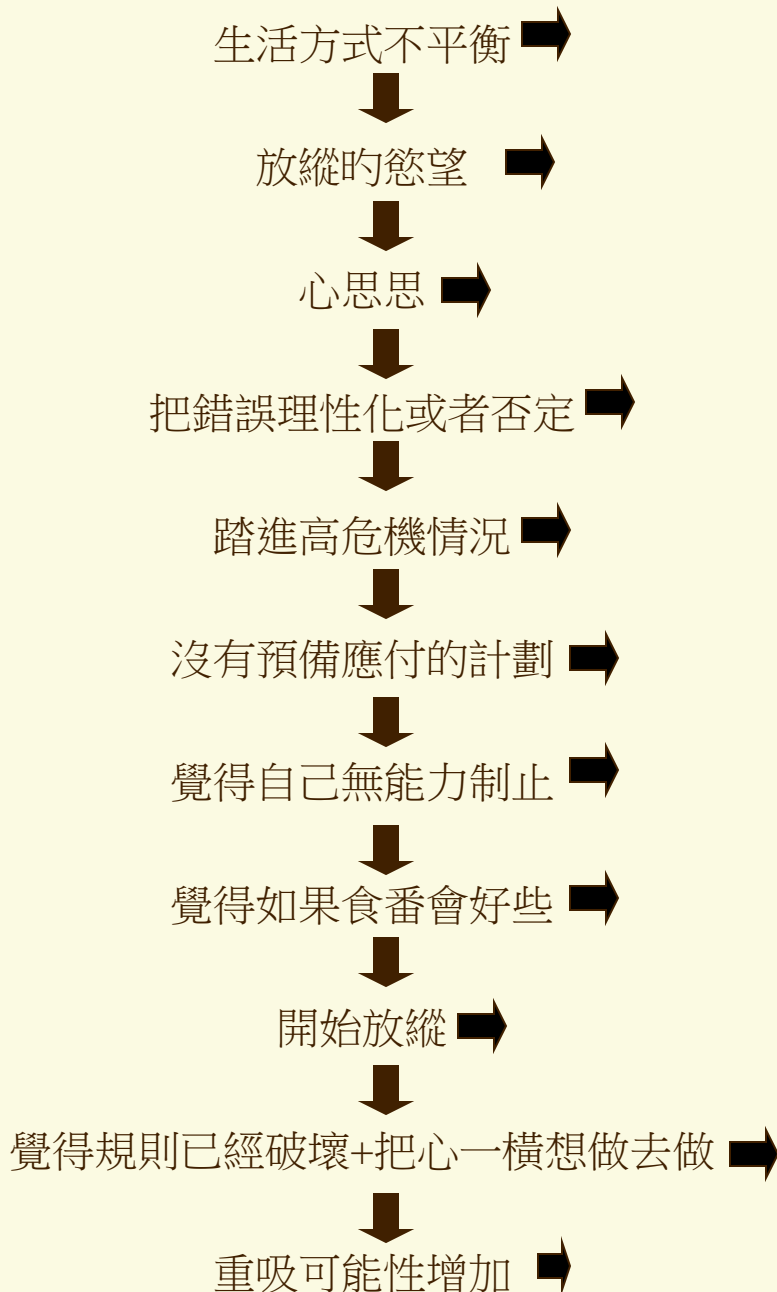 生活方式不平衡
放縱旳慾望
心思思
把錯誤理性化或者否定
踏進高危機情況
沒有預備應付的計劃
覺得自己無能力制止
覺得如果食番會好些
開始放縱
覺得規則已經破壞+把心一橫想做去做
重吸可能性增加